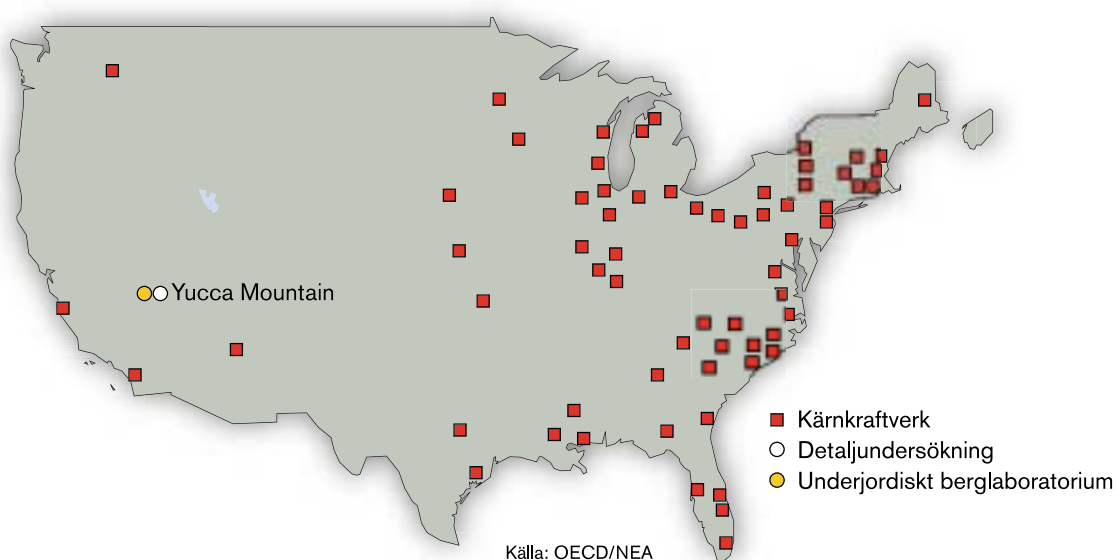 Yucca Mountain
Kärnkraftverk
Detaljundersökning
Underjordiskt berglaboratorium
Källa: OECD/NEA